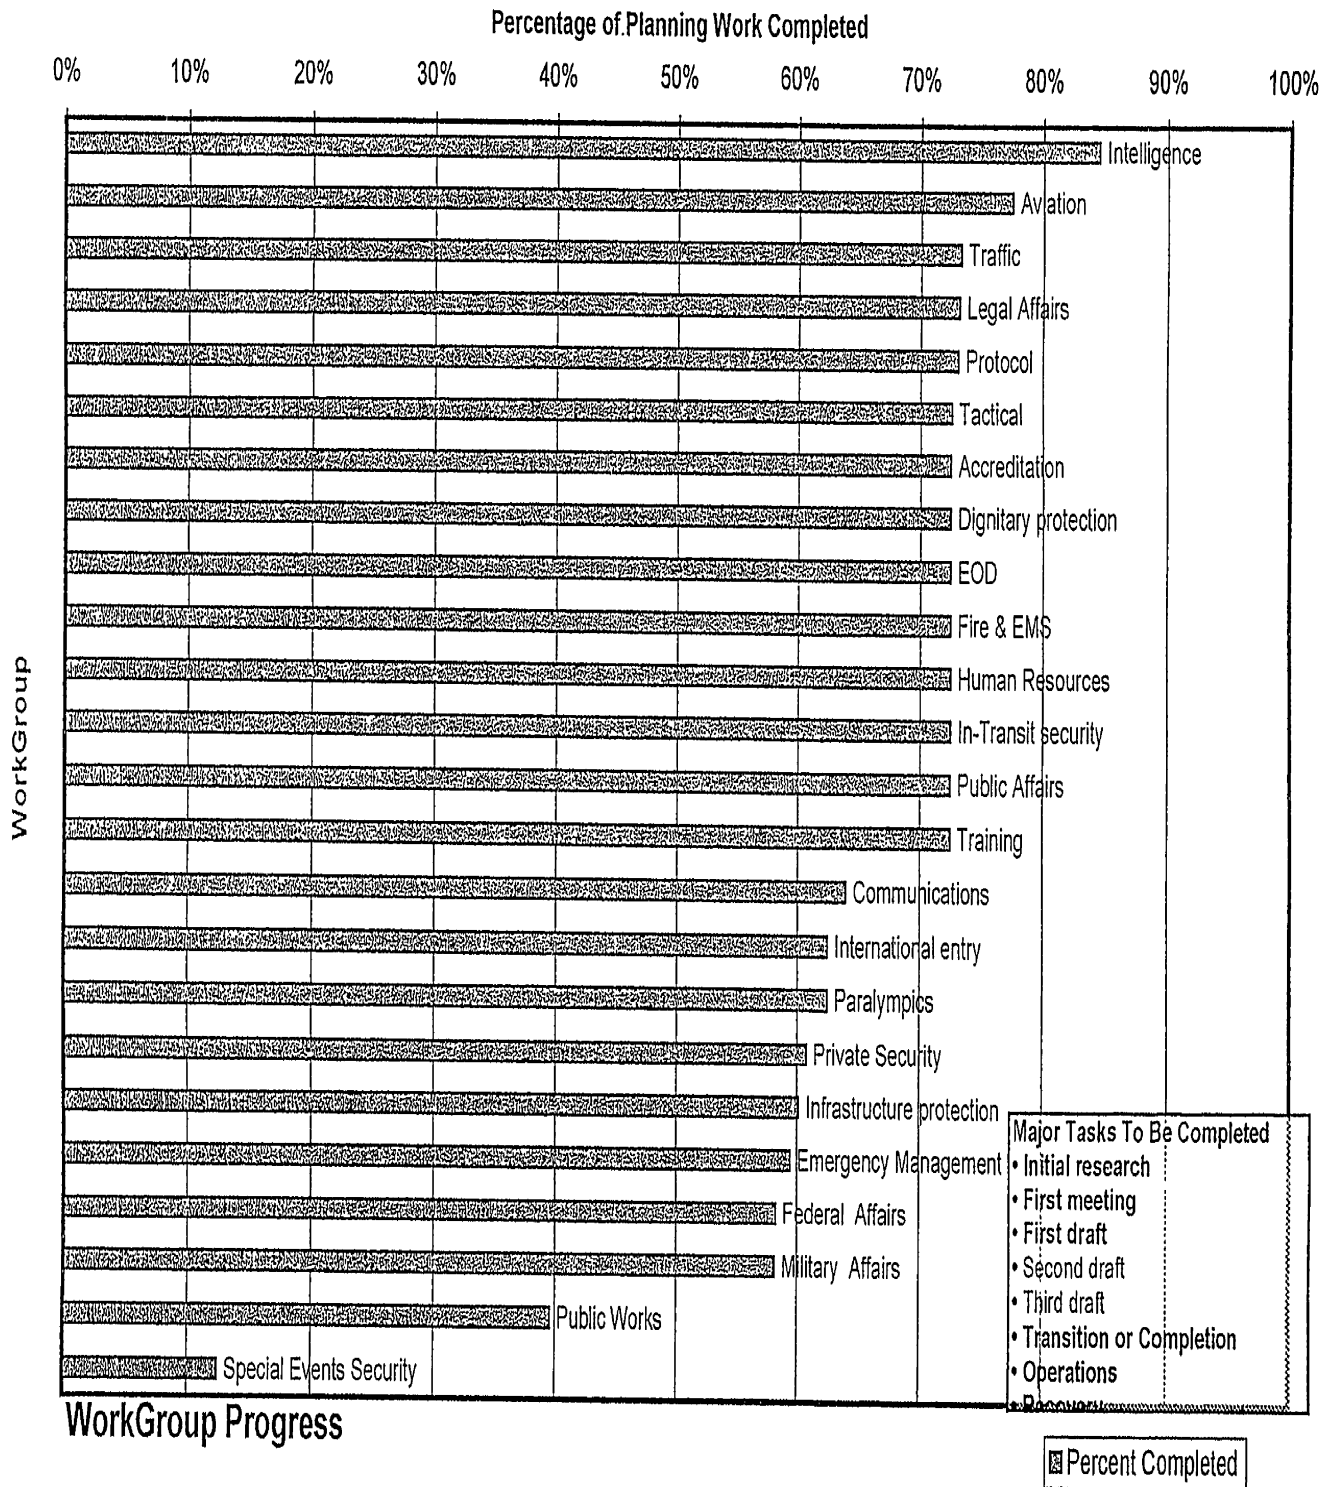 Percentage of Planning Work Completed
0% 10% 20% 30% 40% 50% 60% 70% 80% 90% 100%
Intelligence
Aviation
Traffic
Legal Affairs
Protocol
Tactical
Accreditation
Dignitary protection
EOD
Fire & EMS
Human Resources
In-Transit security
Public Affairs
Training
Communications
International entry
Paralympics
Private Security
Infrastructure protection
Emergency Management
Federal Affairs
Military Affairs
Public Works
Special Events Security
WorkGroup
Major Tasks To Be Completed
• Initial research
• First meeting
• First draft
• Second draft
• Third draft
• Transition or Completion
• Operations
• Recovery
WorkGroup Progress
Percent Completed